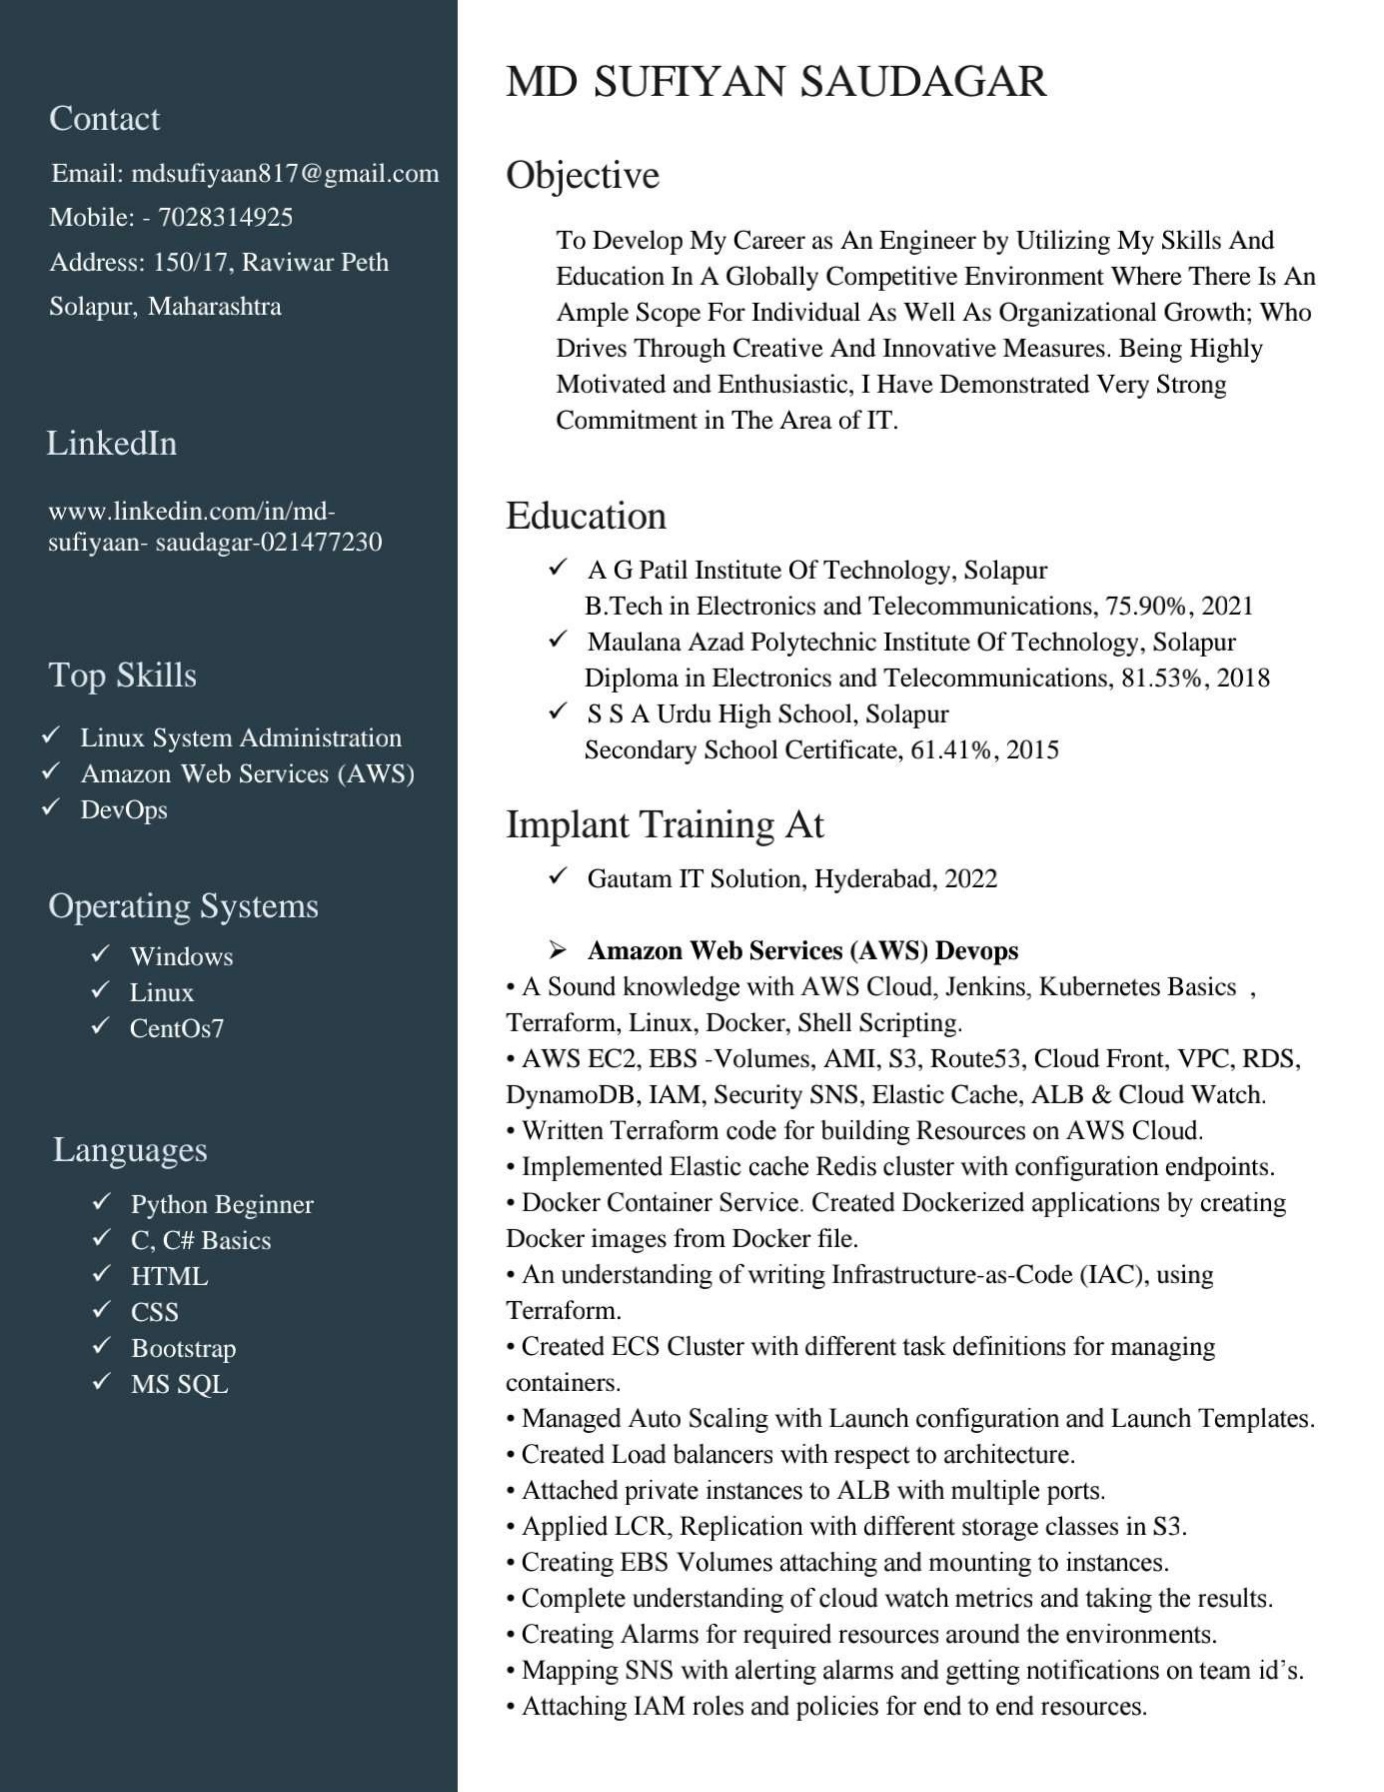 Contact
Email: mdsufiyaan817@gmail.com
Mobile: - 7028314925
Address: 150/17, Raviwar Peth
Solapur, Maharashtra
LinkedIn
www.linkedin.com/in/md-
sufiyaan- saudagar-021477230
Top Skills
✓ Linux System Administration
✓ Amazon Web Services (AWS)
✓ DevOps
Operating Systems
✓ Windows
✓ Linux
✓ CentOs7
Languages
✓ Python Beginner
✓ C, C# Basics
✓ HTML
✓ CSS
✓ Bootstrap
✓ MS SQL
MD SUFIYAN SAUDAGAR
Objective
To Develop My Career as An Engineer by Utilizing My Skills And
Education In A Globally Competitive Environment Where There Is An
Ample Scope For Individual As Well As Organizational Growth; Who
Drives Through Creative And Innovative Measures. Being Highly
Motivated and Enthusiastic, I Have Demonstrated Very Strong
Commitment in The Area of IT.
Education
✓ A G Patil Institute Of Technology, Solapur
B.Tech in Electronics and Telecommunications, 75.90%, 2021
✓ Maulana Azad Polytechnic Institute Of Technology, Solapur
Diploma in Electronics and Telecommunications, 81.53%, 2018
✓ S S A Urdu High School, Solapur
Secondary School Certificate, 61.41%, 2015
Implant Training At
✓ Gautam IT Solution, Hyderabad, 2022
➢ Amazon Web Services (AWS) Devops
• A Sound knowledge with AWS Cloud, Jenkins, Kubernetes Basics ,
Terraform, Linux, Docker, Shell Scripting.
• AWS EC2, EBS -Volumes, AMI, S3, Route53, Cloud Front, VPC, RDS,
DynamoDB, IAM, Security SNS, Elastic Cache, ALB & Cloud Watch.
• Written Terraform code for building Resources on AWS Cloud.
• Implemented Elastic cache Redis cluster with configuration endpoints.
• Docker Container Service. Created Dockerized applications by creating
Docker images from Docker file.
• An understanding of writing Infrastructure-as-Code (IAC), using
Terraform.
• Created ECS Cluster with different task definitions for managing
containers.
• Managed Auto Scaling with Launch configuration and Launch Templates.
• Created Load balancers with respect to architecture.
• Attached private instances to ALB with multiple ports.
• Applied LCR, Replication with different storage classes in S3.
• Creating EBS Volumes attaching and mounting to instances.
• Complete understanding of cloud watch metrics and taking the results.
• Creating Alarms for required resources around the environments.
• Mapping SNS with alerting alarms and getting notifications on team id’s.
• Attaching IAM roles and policies for end to end resources.